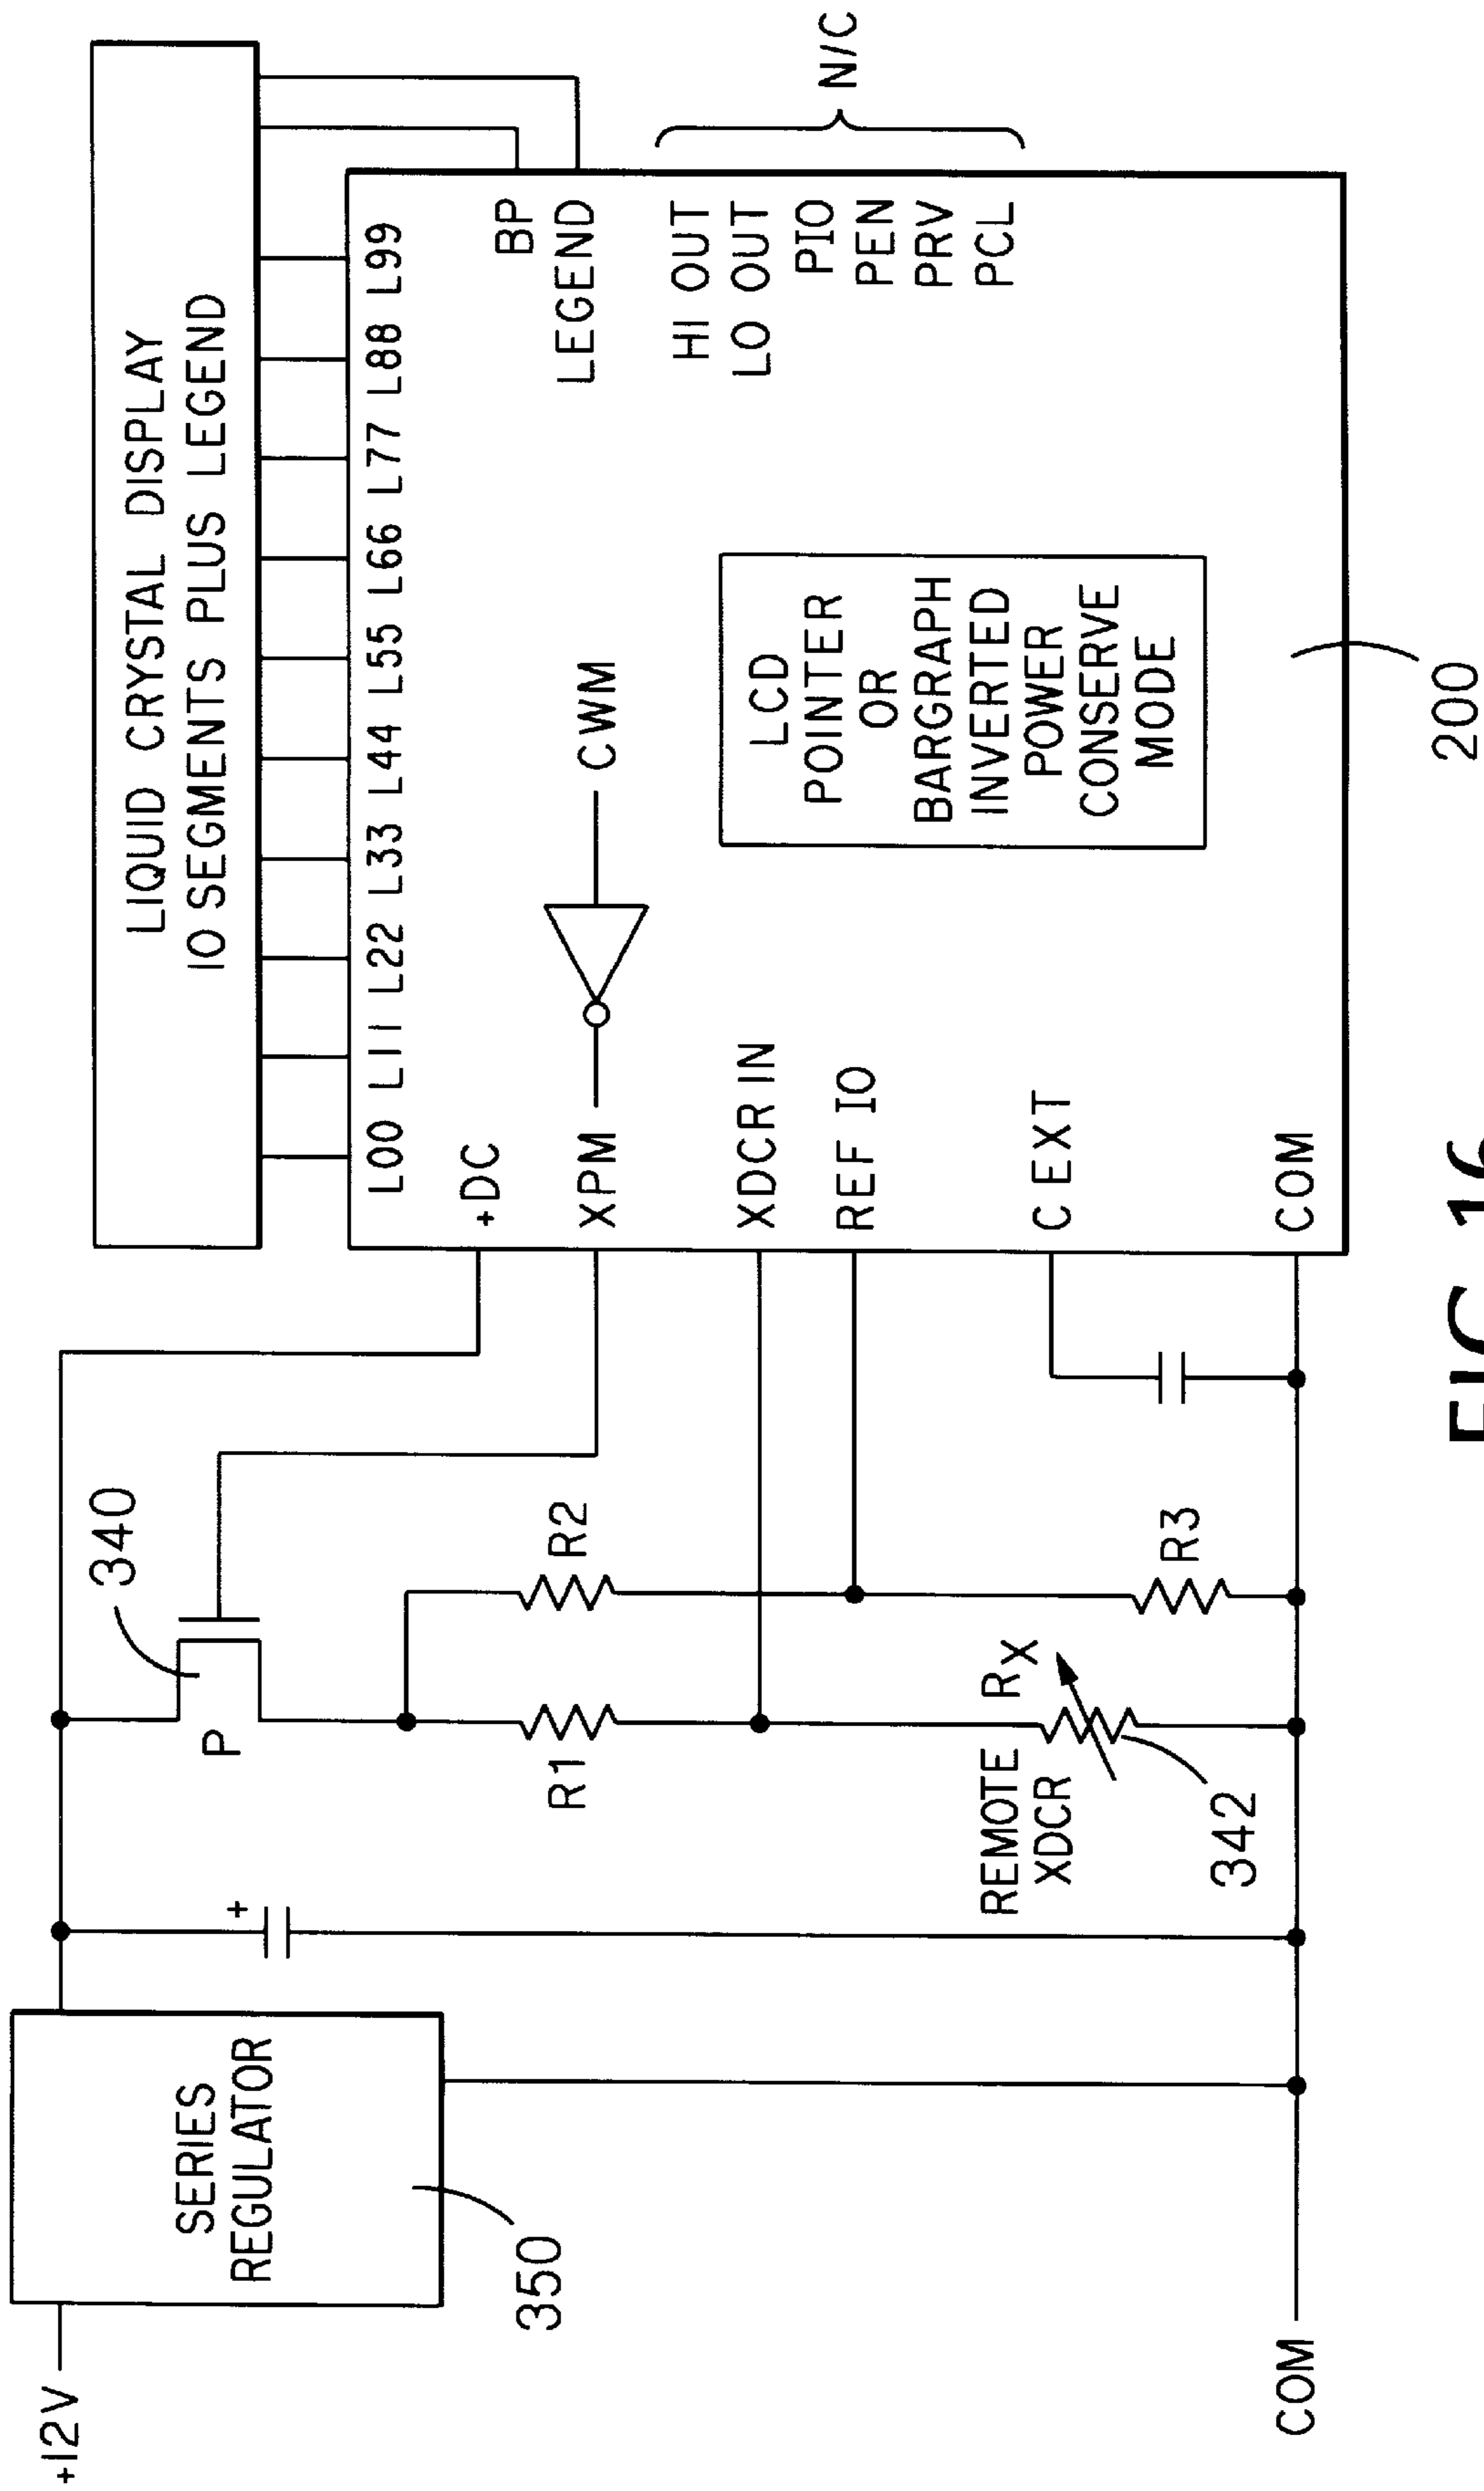 LIQUID CRYSTAL DISPLAY
10 SEGMENTS PLUS LEGEND
L00 L11 L22 L33 L44 L55 L66 L77 L88 L99
+12V
SERIES
REGULATOR
350
+
P
340
R1
R2
REMOTE
XDCR
RX
342
R3
COM
+DC
XPM
CWM
XDCR IN
REF IO
C EXT
COM
BP
LEGEND
HI OUT
LO OUT
PIO
PEN
PRV
PCL
N/C
LCD
POINTER
OR
BARGRAPH
INVERTED
POWER
CONSERVE
MODE
200
FIG. 16